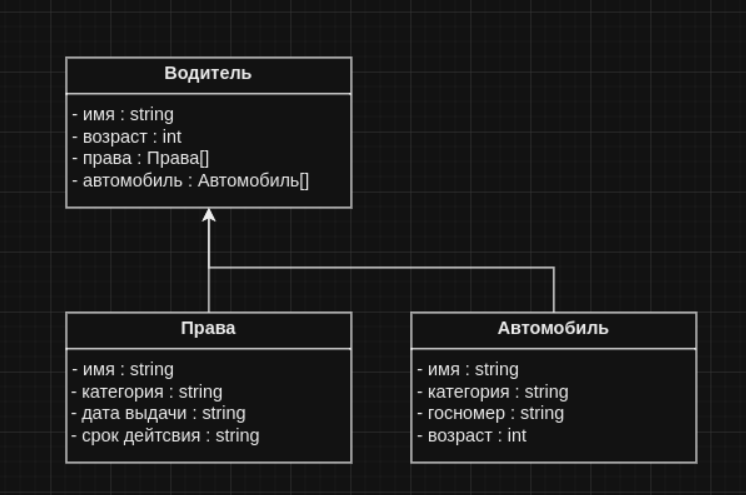 Водитель
- имя : string
- возраст : int
- права : Права[]
- автомобиль : Автомобиль[]
Права
- имя : string
- категория : string
- дата выдачи : string
- срок дейтсвия : string
Автомобиль
- имя : string
- категория : string
- госномер : string
- возраст : int